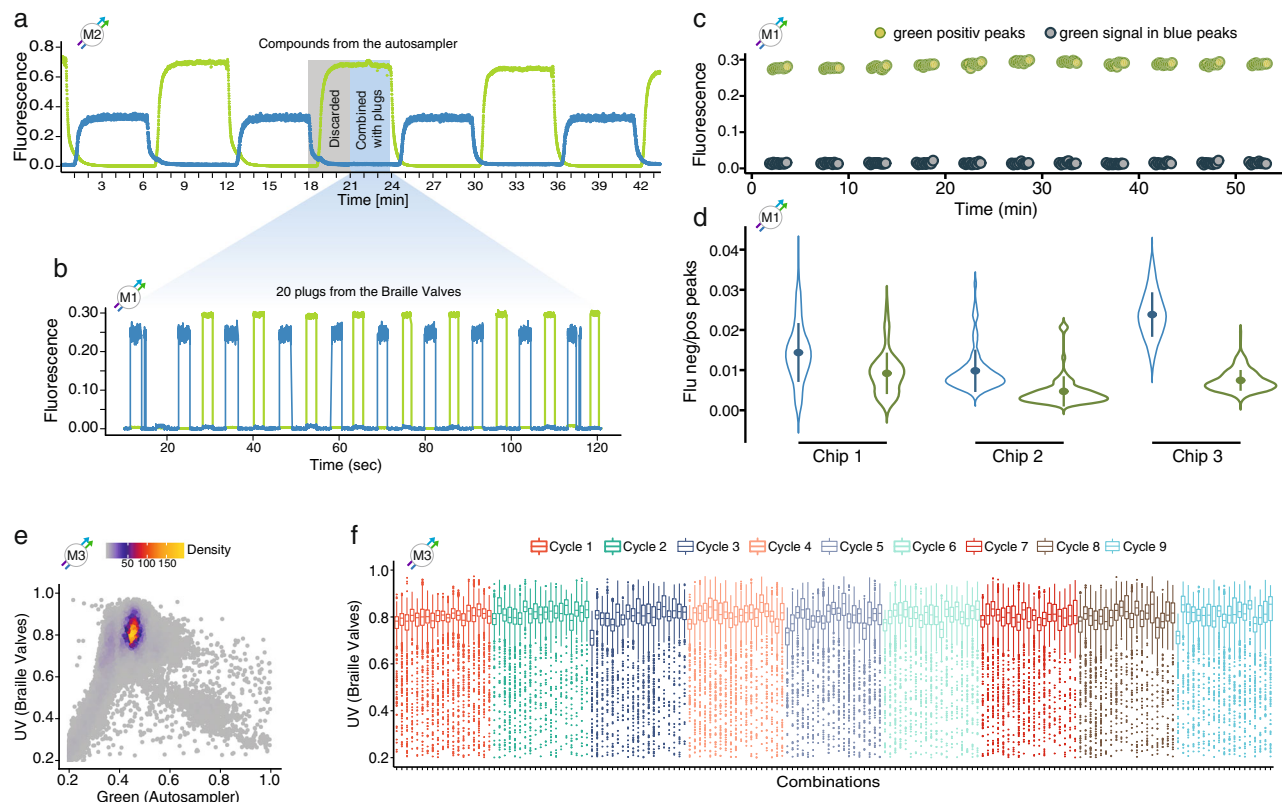 a
M2
Compounds from the autosampler
Fluorescence
0.8
0.6
0.4
0.2
0.0
Discarded
Combined
with plugs
3 6 9 12 15 18 21 24 27 30 33 36 39 42
Time [min]
b
M1
20 plugs from the Braille Valves
Fluorescence
0.30
0.20
0.10
0.00
20 40 60 80 100 120
Time (sec)
c
M1
green positiv peaks
green signal in blue peaks
Fluorescence
0.3
0.2
0.1
0.0
0 10 20 30 40 50
Time (min)
d
M1
Flu neg/pos peaks
0.04
0.03
0.02
0.01
0.00
Chip 1 Chip 2 Chip 3
e
M3
Density
50 100 150
UV (Braille Valves)
1.0
0.8
0.6
0.4
0.2
0.2 0.4 0.6 0.8 1.0
Green (Autosampler)
f
M3
Cycle 1 Cycle 2 Cycle 3 Cycle 4 Cycle 5 Cycle 6 Cycle 7 Cycle 8 Cycle 9
UV (Braille Valves)
1.0
0.8
0.6
0.4
0.2
Combinations